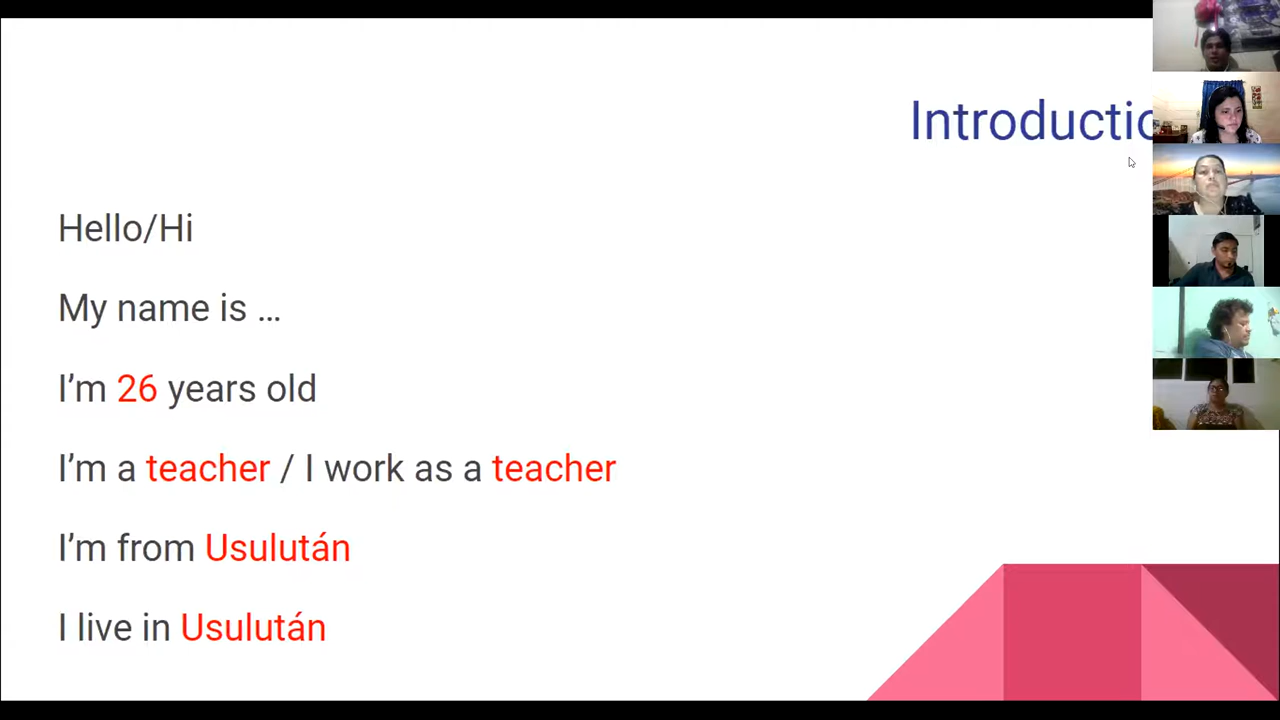 Introductio
Hello/Hi
My name is ...
I'm 26 years old
I'm a teacher / I work as a teacher
I'm from Usulután
I live in Usulután